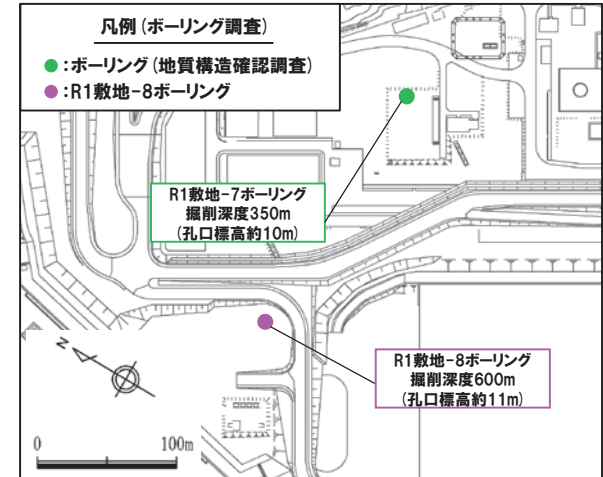 凡例(ボーリング調査)
●:ボーリング(地質構造確認調査)
●:R1敷地-8ボーリング
R1敷地-7ボーリング
掘削深度350m
(孔口標高約10m)
R1敷地-8ボーリング
掘削深度600m
(孔口標高約11m)
N
0 100m